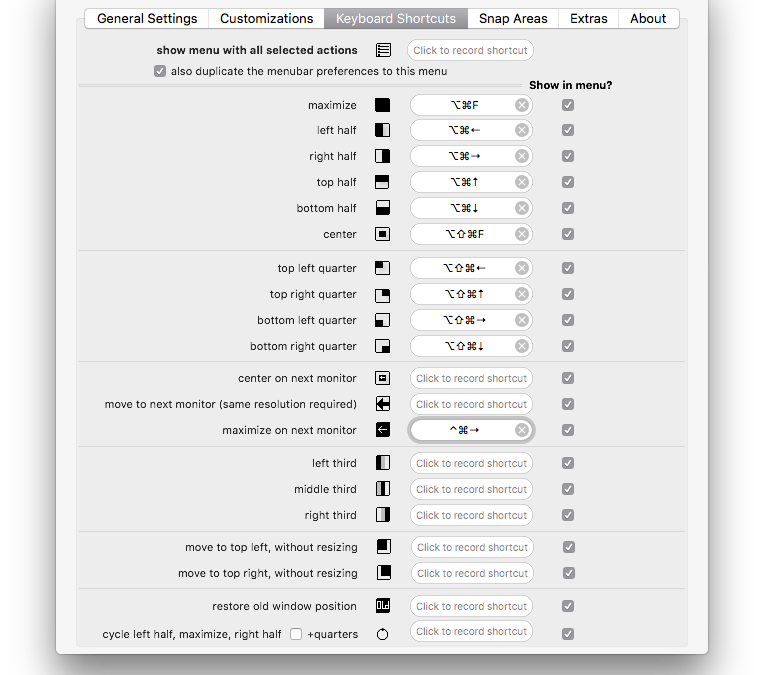 General Settings Customizations Keyboard Shortcuts Snap Areas Extras About
show menu with all selected actions Click to record shortcut
also duplicate the menubar preferences to this menu
Show in menu?
maximize ⌥⌘F
left half ⌥⌘←
right half ⌥⌘→
top half ⌥⌘↑
bottom half ⌥⌘↓
center ⌥⇧⌘F
top left quarter ⌥⇧⌘←
top right quarter ⌥⇧⌘↑
bottom left quarter ⌥⇧⌘→
bottom right quarter ⌥⇧⌘↓
center on next monitor Click to record shortcut
move to next monitor (same resolution required) Click to record shortcut
maximize on next monitor ^⌘→
left third Click to record shortcut
middle third Click to record shortcut
right third Click to record shortcut
move to top left, without resizing Click to record shortcut
move to top right, without resizing Click to record shortcut
restore old window position OLD Click to record shortcut
cycle left half, maximize, right half +quarters Click to record shortcut